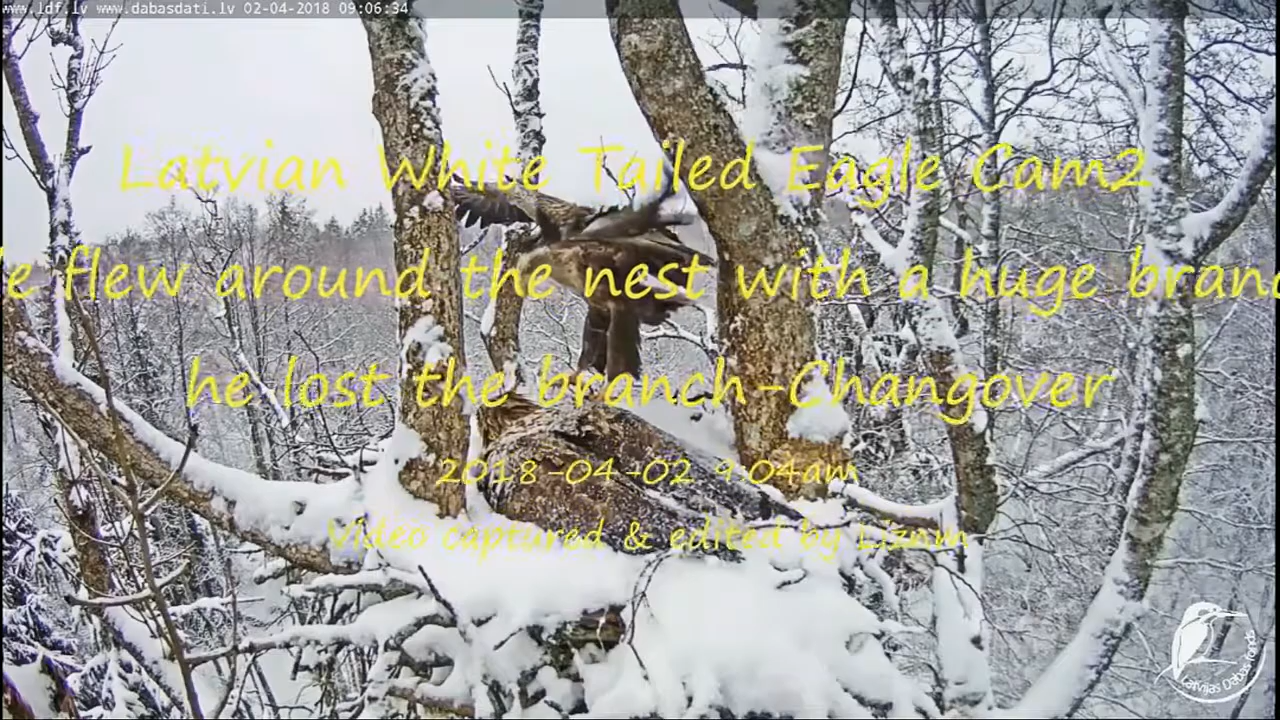 www.ldf.lv www.dabasdati.lv 02-04-2018 09:06:34
Latvian White Tailed Eagle Cam2
e flew around the nest with a huge bran
he lost the branch-Changover
2018-04-02 9:04am
Video captured & edited by Liznm
Latvijas Dabas fonds